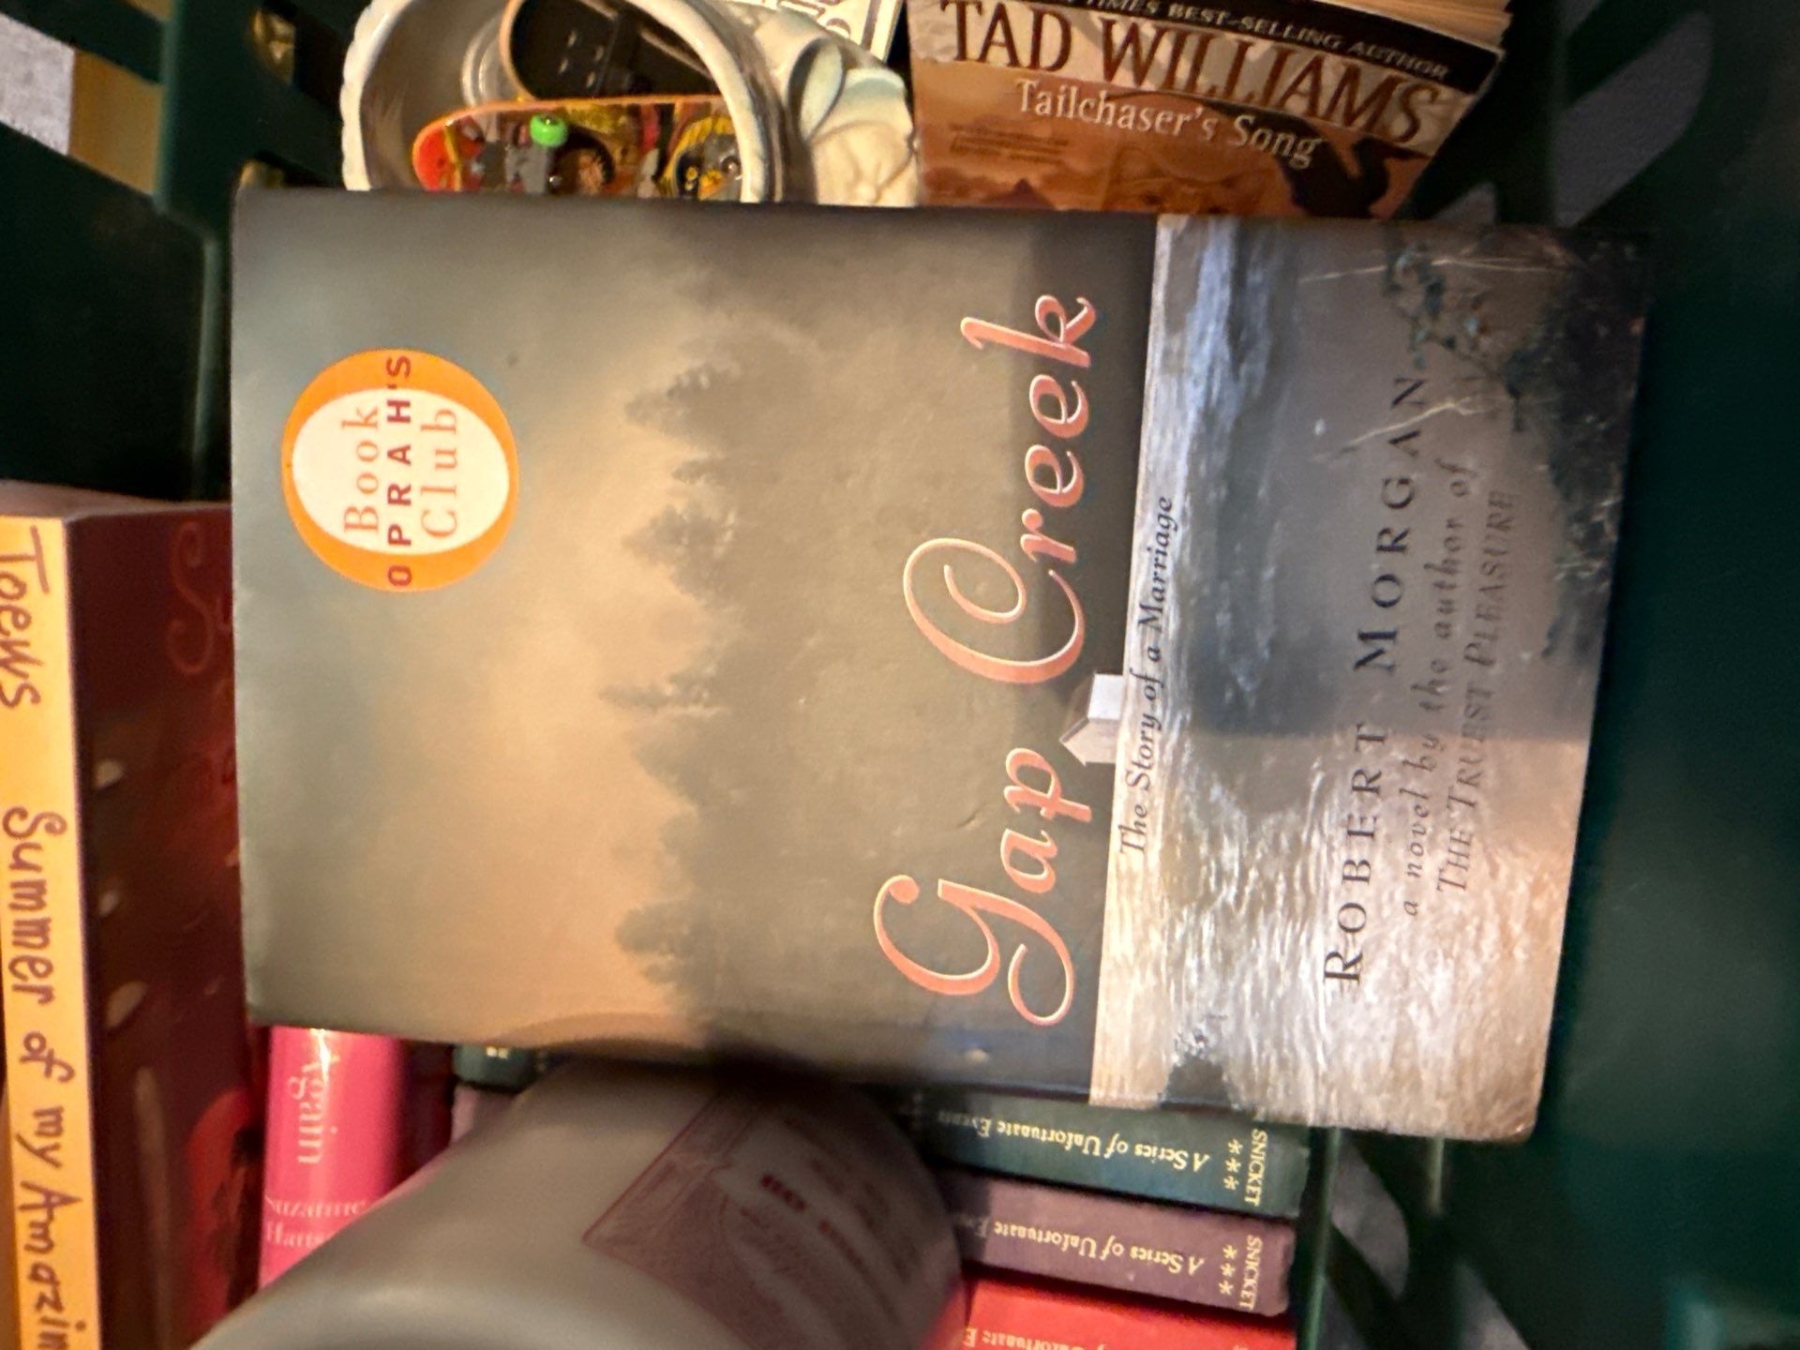 TIMES BEST-SELLING AUTHOR
TAD WILLIAMS
Tailchaser's Song
Book
OPRAH'S
Club
Gap Creek
The Story of a Marriage
ROBERT MORGAN
a novel by the author of
THE TRUEST PLEASURE
Toews Summer of my Amazin
A Series of Unfortunate Events
SNICKET
A Series of Unfortunate Eve
SNICKET